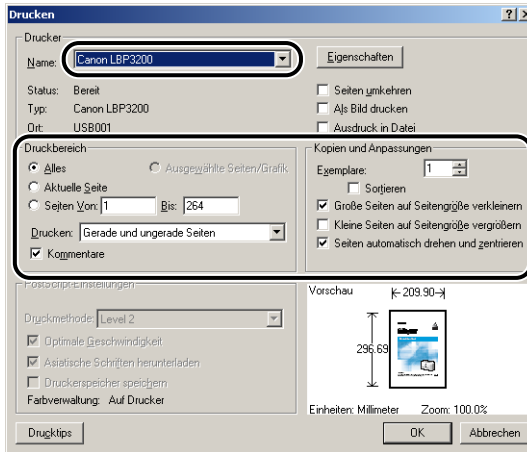 Drucken
Drucker
Name: Canon LBP3200
Eigenschaften
Status: Bereit
Typ: Canon LBP3200
Ort: USB001
Seiten umkehren
Als Bild drucken
Ausdruck in Datei
Druckbereich
Alles
Ausgewählte Seiten/Grafik
Aktuelle Seite
Seiten Von: 1 Bis: 264
Drucken: Gerade und ungerade Seiten
Kommentare
Kopien und Anpassungen
Exemplare: 1
Sortieren
Große Seiten auf Seitengröße verkleinern
Kleine Seiten auf Seitengröße vergrößern
Seiten automatisch drehen und zentrieren
PostScript-Einstellungen
Druckmethode: Level 2
Optimale Geschwindigkeit
Asiatische Schriften herunterladen
Druckerspeicher speichern
Farbverwaltung: Auf Drucker
Vorschau
209.90
296.69
Einheiten: Millimeter Zoom: 100.0%
Drucktips
OK
Abbrechen